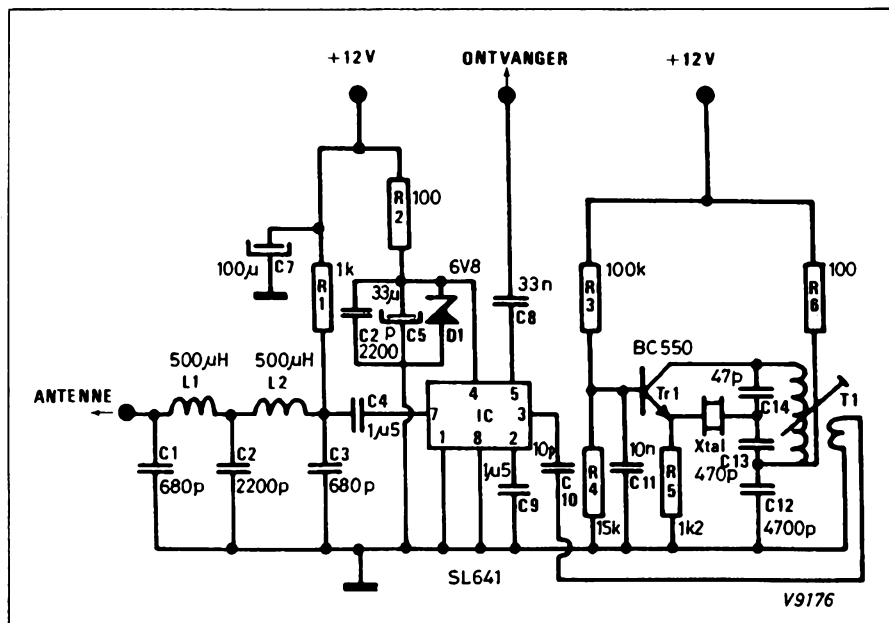 +12V
ONTVANGER
+12V
R2
100
C7
100µ
1k
R1
33µ
6V8
C2
p
2200
C5
D1
33n
C8
100k
R3
100
R6
500µH
L1
500µH
L2
ANTENNE
C4
1µ5
7
4
5
IC
3
1
8
2
BC550
Tr1
47p
C14
T1
Xtal
C13
470p
C1
680p
C2
2200p
C3
680p
1µ5
C9
10p
C10
R4
15k
10n
C11
R5
1k2
C12
4700p
SL641
V9176